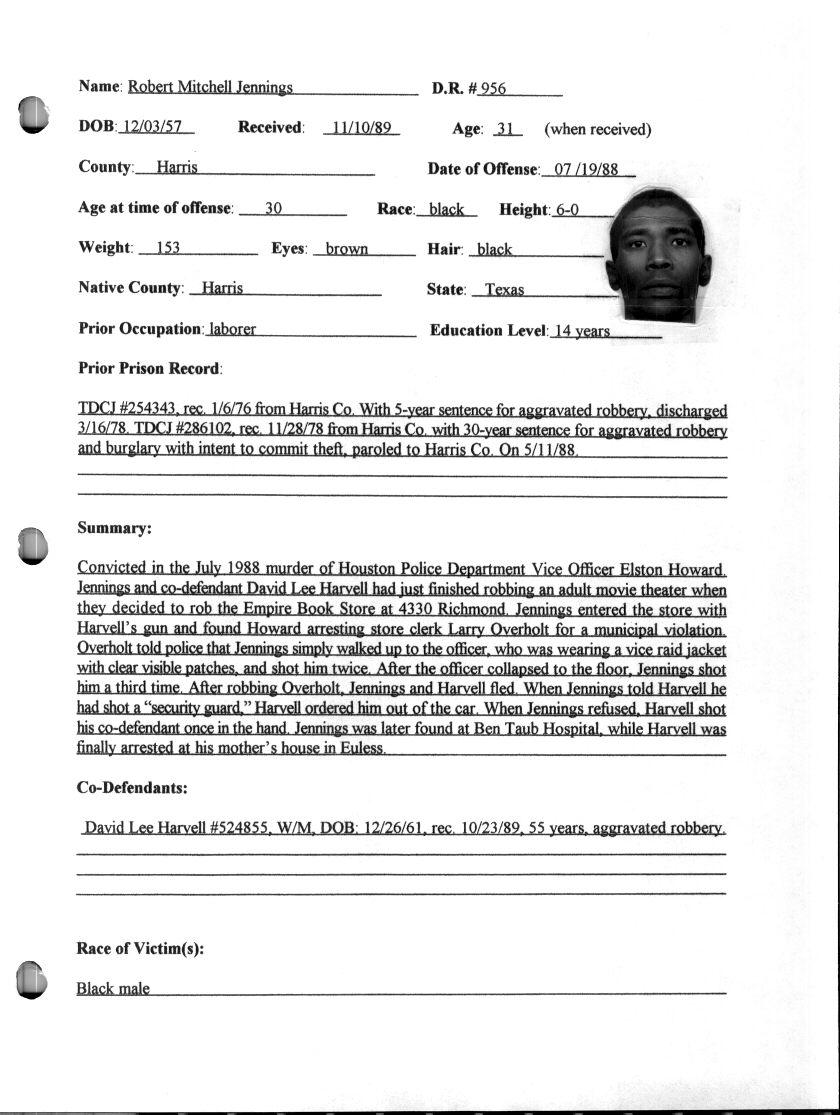 Name: Robert Mitchell Jennings D.R. # 956
DOB: 12/03/57 Received: 11/10/89 Age: 31 (when received)
County: Harris Date of Offense: 07 /19/88
Age at time of offense: 30 Race: black Height: 6-0
Weight: 153 Eyes: brown Hair: black
Native County: Harris State: Texas
Prior Occupation: laborer Education Level: 14 years
Prior Prison Record:
TDCJ #254343, rec. 1/6/76 from Harris Co. With 5-year sentence for aggravated robbery, discharged
3/16/78. TDCJ #286102, rec. 11/28/78 from Harris Co. with 30-year sentence for aggravated robbery
and burglary with intent to commit theft, paroled to Harris Co. On 5/11/88.
Summary:
Convicted in the July 1988 murder of Houston Police Department Vice Officer Elston Howard.
Jennings and co-defendant David Lee Harvell had just finished robbing an adult movie theater when
they decided to rob the Empire Book Store at 4330 Richmond. Jennings entered the store with
Harvell's gun and found Howard arresting store clerk Larry Overholt for a municipal violation.
Overholt told police that Jennings simply walked up to the officer, who was wearing a vice raid jacket
with clear visible patches, and shot him twice. After the officer collapsed to the floor, Jennings shot
him a third time. After robbing Overholt, Jennings and Harvell fled. When Jennings told Harvell he
had shot a "security guard," Harvell ordered him out of the car. When Jennings refused, Harvell shot
his co-defendant once in the hand. Jennings was later found at Ben Taub Hospital, while Harvell was
finally arrested at his mother's house in Euless.
Co-Defendants:
David Lee Harvell #524855, W/M, DOB: 12/26/61, rec. 10/23/89, 55 years, aggravated robbery.
Race of Victim(s):
Black male